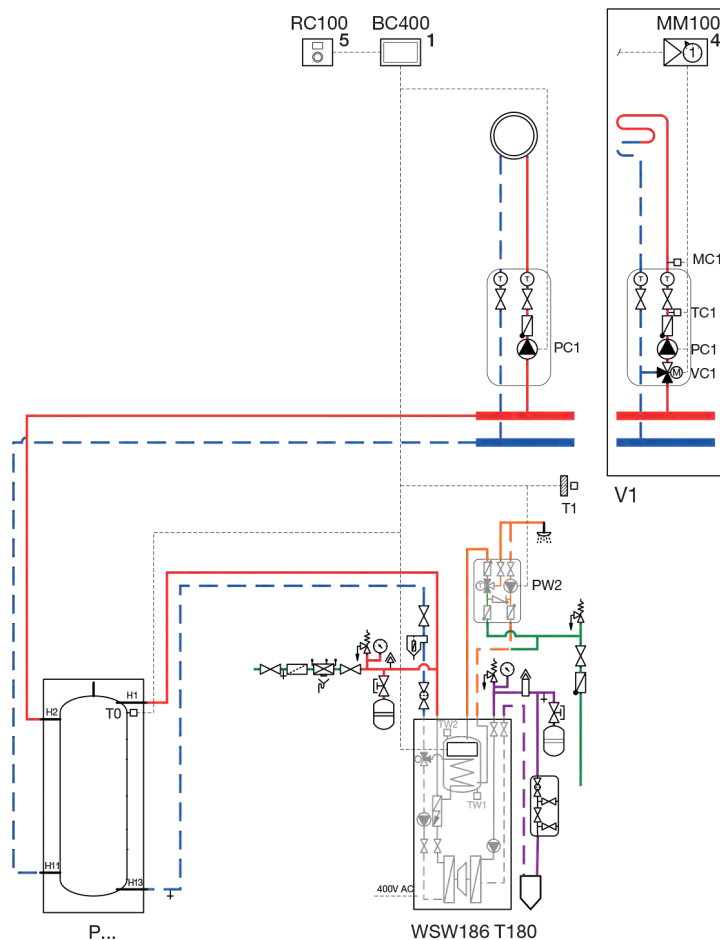 RC100 BC400 MM100
5 1 4
1
MC1
T T T T
TC1
PC1 PC1
M VC1
V1
T1
T PW2
H2 H1
T0
TW2
TW1
H11 H13
400V AC
P... WSW186 T180